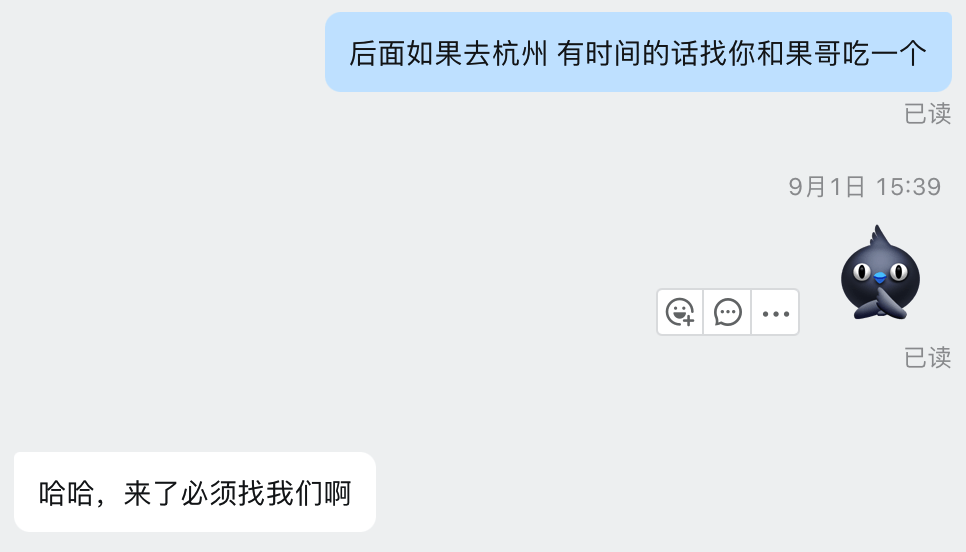 后面如果去杭州 有时间的话找你和果哥吃一个
已读
9月1日 15:39
已读
哈哈，来了必须找我们啊